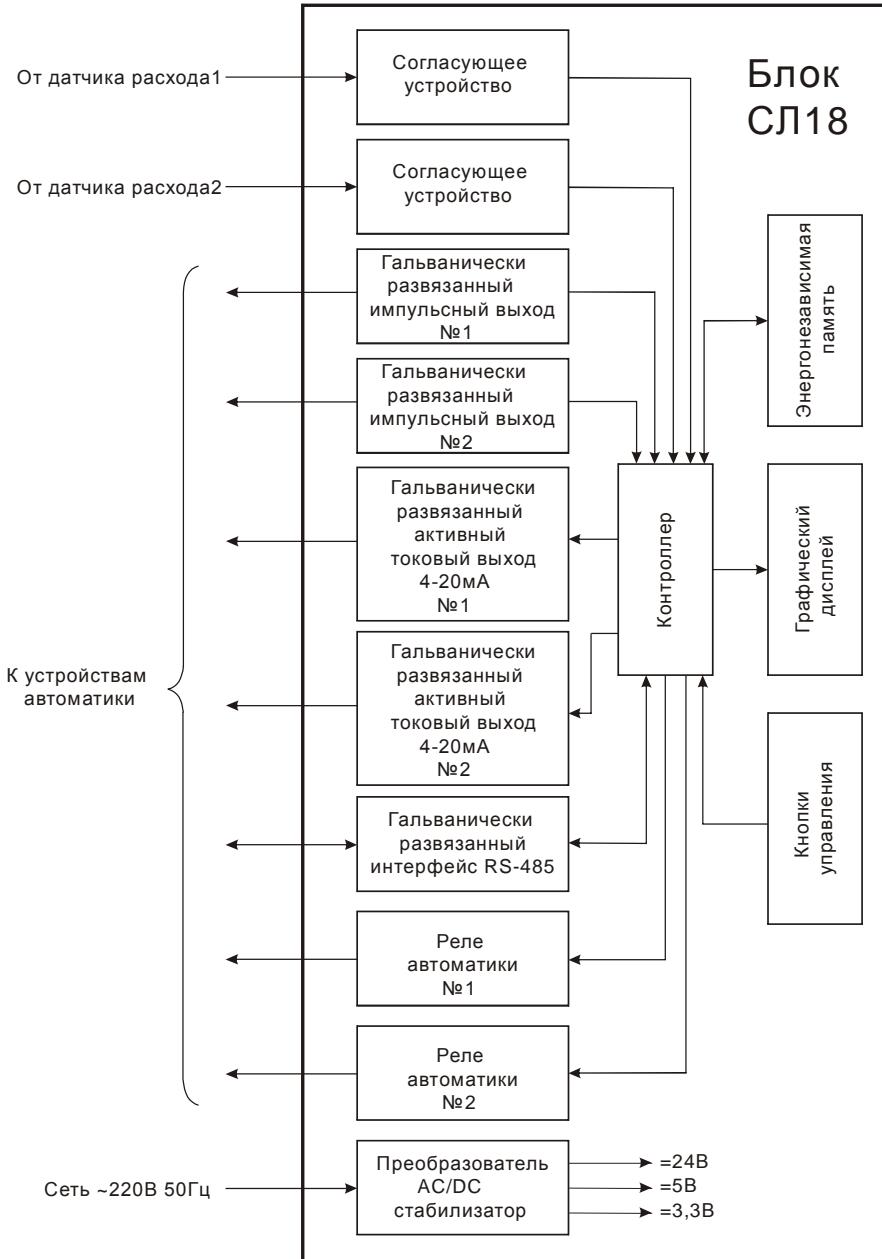 Блок
СЛ18
От датчика расхода1
Согласующее
устройство
От датчика расхода2
Согласующее
устройство
Гальванически
развязанный
импульсный выход
№1
Гальванически
развязанный
импульсный выход
№2
Гальванически
развязанный
активный
токовый выход
4-20мА
№1
К устройствам
автоматики
Гальванически
развязанный
активный
токовый выход
4-20мА
№2
Гальванически
развязанный
интерфейс RS-485
Реле
автоматики
№1
Реле
автоматики
№2
Сеть ~220В 50Гц
Преобразователь
AC/DC
стабилизатор
=24В
=5В
=3,3В
Контроллер
Энергонезависимая
память
Графический
дисплей
Кнопки
управления